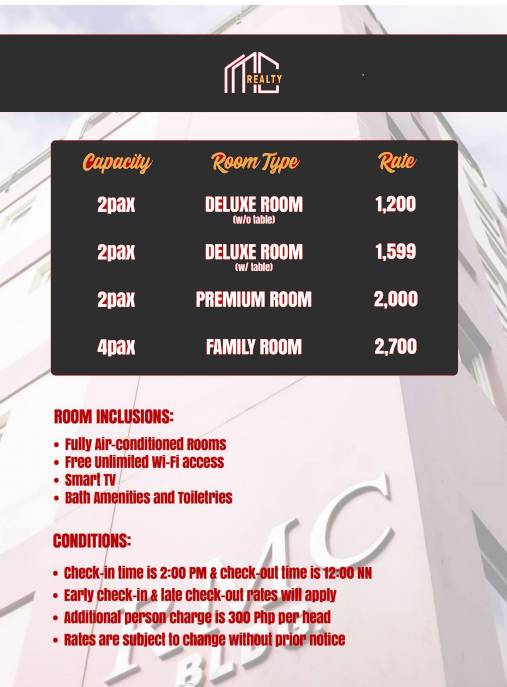 MC
REALTY
Capacity Room Type Rate
2pax DELUXE ROOM 1,200
(w/o table)
2pax DELUXE ROOM 1,599
(w/ table)
2pax PREMIUM ROOM 2,000
4pax FAMILY ROOM 2,700
ROOM INCLUSIONS:
• Fully Air-conditioned Rooms
• Free Unlimited Wi-Fi access
• Smart TV
• Bath Amenities and Toiletries
CONDITIONS:
• Check-in time is 2:00 PM & Check-out time is 12:00 NN
• Early check-in & late check-out rates will apply
• Additional person charge is 300 Php per head
• Rates are subject to change without prior notice
RMC
BLDG.